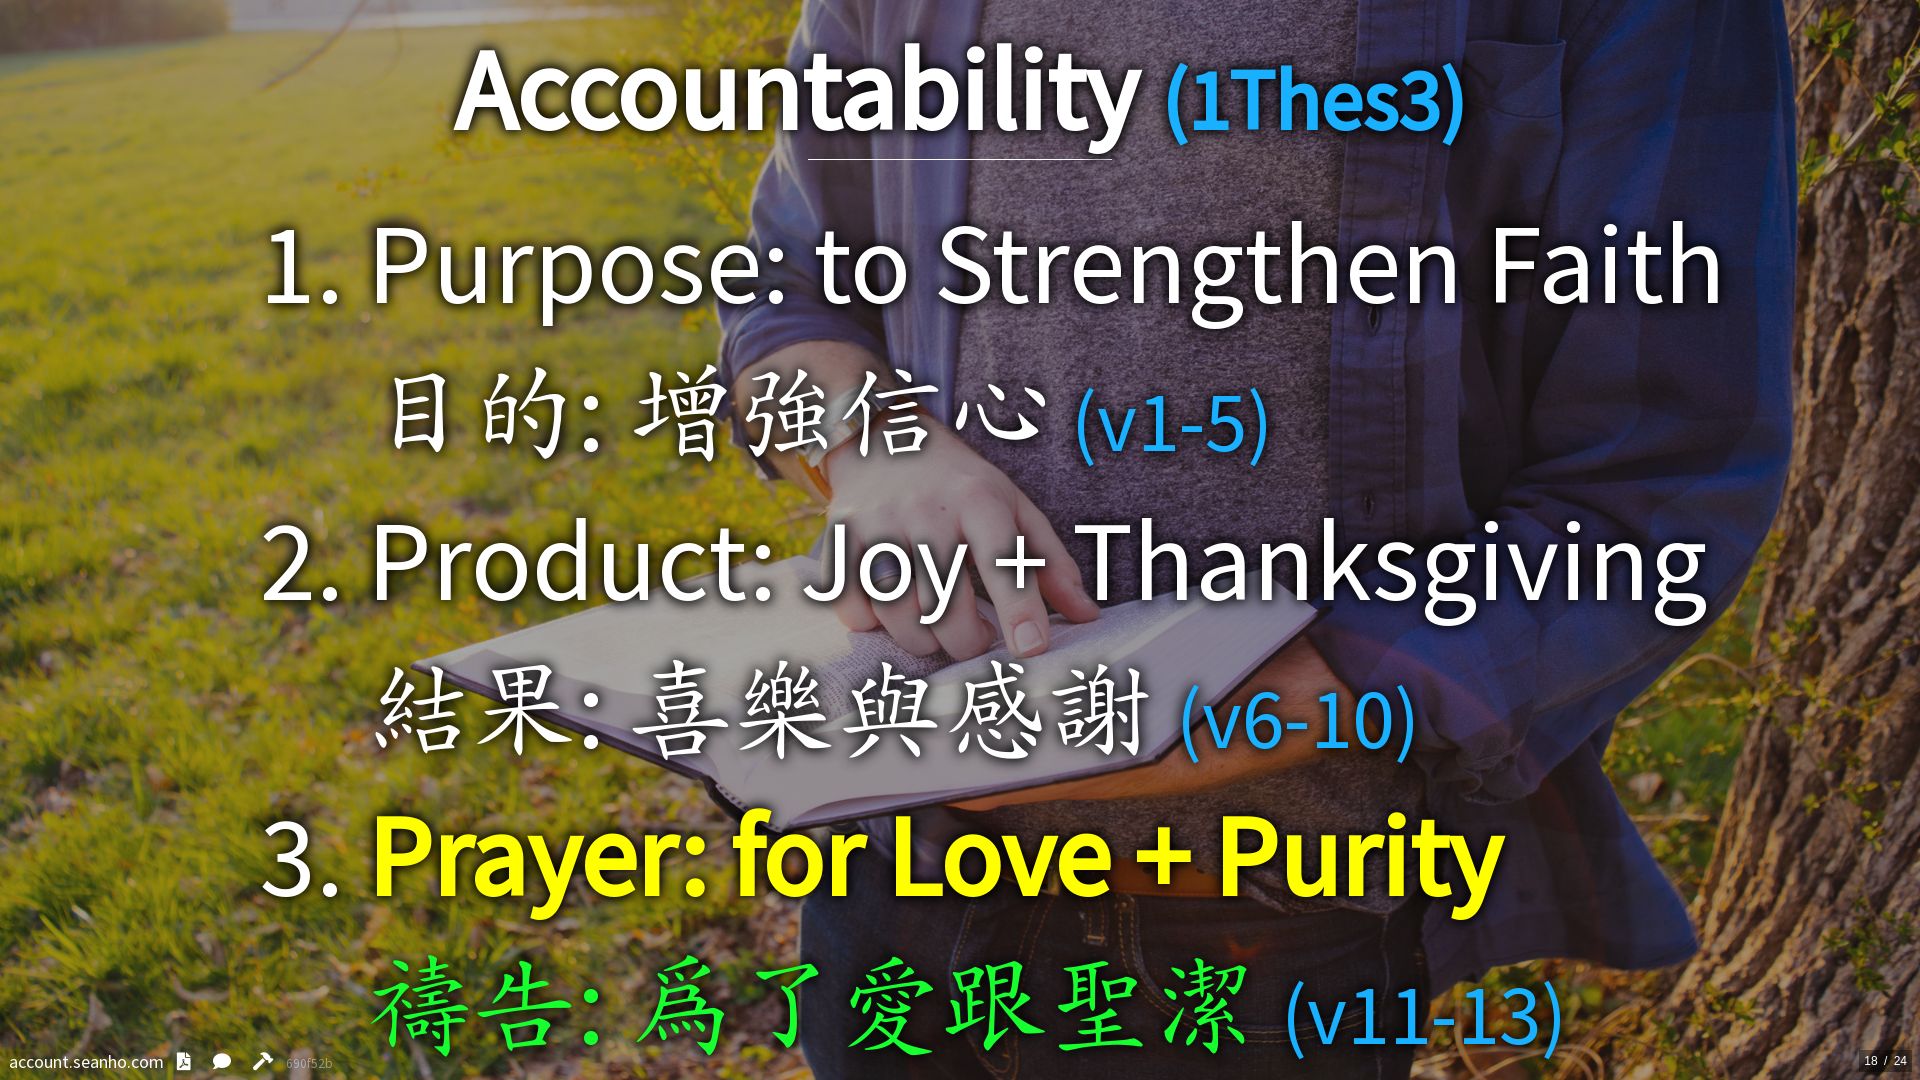 Accountability (1Thes3)
1. Purpose: to Strengthen Faith
目的: 增強信心 (v1-5)
2. Product: Joy + Thanksgiving
結果: 喜樂與感謝 (v6-10)
3. Prayer: for Love + Purity
禱告: 爲了愛跟聖潔 (v11-13)
account.seanho.com 690f52b
18 / 24